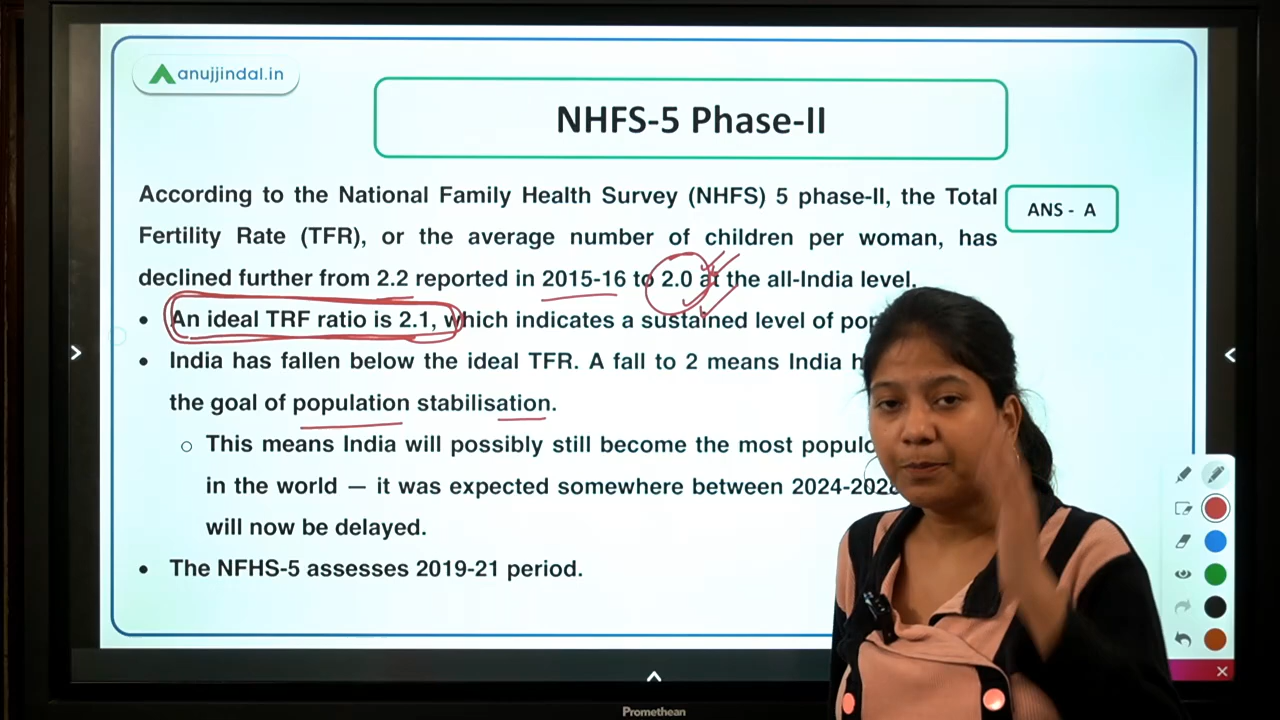 anujjindal.in
NHFS-5 Phase-II
According to the National Family Health Survey (NHFS) 5 phase-II, the Total
ANS - A
Fertility Rate (TFR), or the average number of children per woman, has
declined further from 2.2 reported in 2015-16 to 2.0 at the all-India level.
• An ideal TRF ratio is 2.1, which indicates a sustained level of
• India has fallen below the ideal TFR. A fall to 2 means India
the goal of population stabilisation.
○ This means India will possibly still become the most
in the world — it was expected somewhere between 2024-2028
will now be delayed.
• The NFHS-5 assesses 2019-21 period.
Promethean